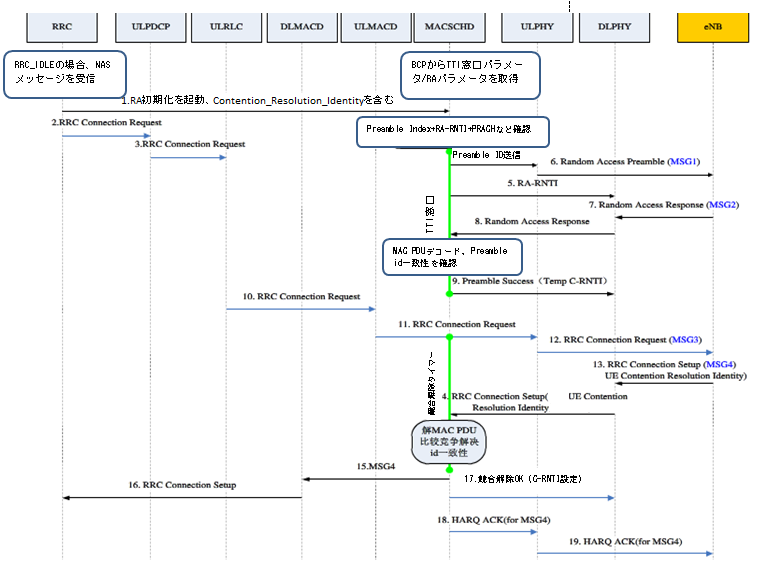 RRC ULPDCP ULRLC DLMACD ULMACD MACSCHD ULPHY DLPHY eNB
RRC_IDLEの場合、NAS
メッセージを受信
BCPからTTI窓口パラメー
タ/RAパラメータを取得
1.RA初期化を起動、Contention_Resolution_Identityを含む
2.RRC Connection Request
Preamble Index+RA-RNTI+PRACHなど確認
3.RRC Connection Request
Preamble ID送信
6. Random Access Preamble (MSG1)
5. RA-RNTI
TTI窓口
7. Random Access Response (MSG2)
8. Random Access Response
MAC PDUデコード、Preamble
id一致性を確認
9. Preamble Success（Temp C-RNTI）
10. RRC Connection Request
11. RRC Connection Request
12. RRC Connection Request (MSG3)
13. RRC Connection Setup (MSG4)
UE Contention Resolution Identity)
競合解除タイマー
4. RRC Connection Setup( UE Contention
Resolution Identity
解MAC PDU
比较竞争解决
id一致性
15.MSG4
16. RRC Connection Setup
17.競合解除OK（C-RNTI設定）
18. HARQ ACK(for MSG4)
19. HARQ ACK(for MSG4)